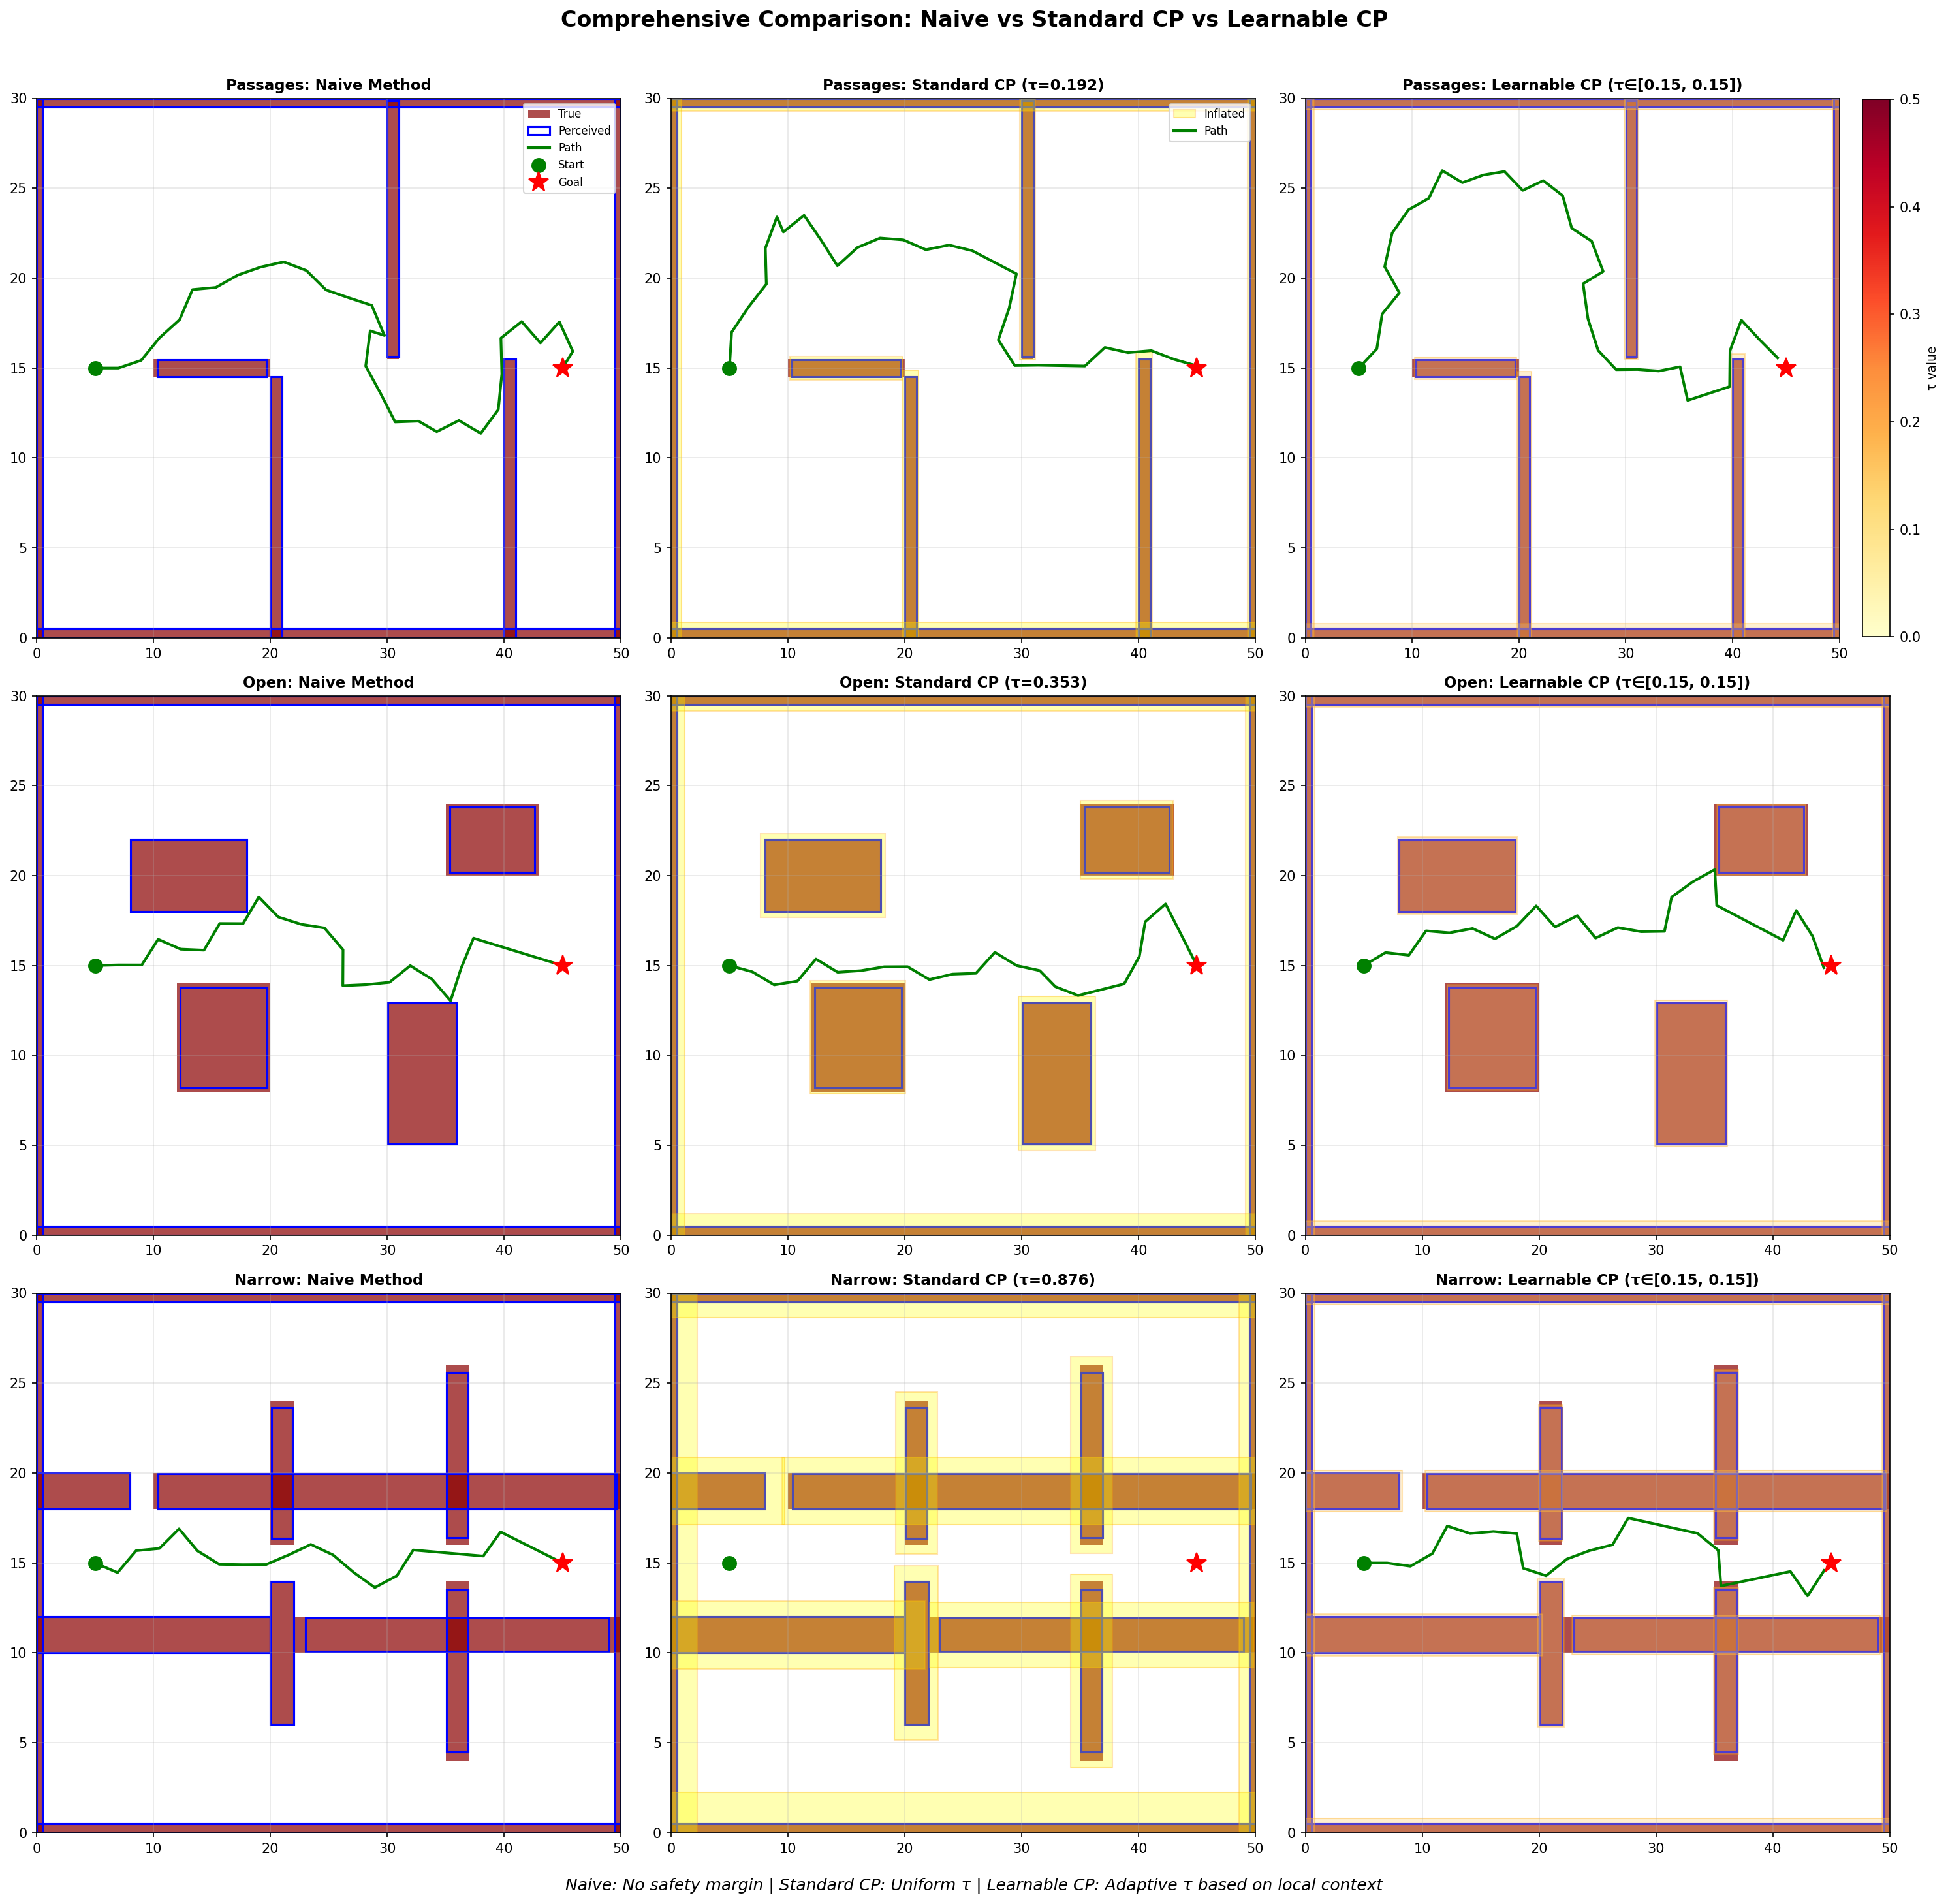 Comprehensive Comparison: Naive vs Standard CP vs Learnable CP
Passages: Naive Method
Passages: Standard CP (τ=0.192)
Passages: Learnable CP (τ∈[0.15, 0.15])
30
25
20
15
10
5
0
0 10 20 30 40 50
True
Perceived
Path
Start
Goal
30
25
20
15
10
5
0
0 10 20 30 40 50
Inflated
Path
30
25
20
15
10
5
0
0 10 20 30 40 50
0.5
0.4
0.3
0.2
0.1
0.0
τ value
Open: Naive Method
Open: Standard CP (τ=0.353)
Open: Learnable CP (τ∈[0.15, 0.15])
30
25
20
15
10
5
0
0 10 20 30 40 50
30
25
20
15
10
5
0
0 10 20 30 40 50
30
25
20
15
10
5
0
0 10 20 30 40 50
Narrow: Naive Method
Narrow: Standard CP (τ=0.876)
Narrow: Learnable CP (τ∈[0.15, 0.15])
30
25
20
15
10
5
0
0 10 20 30 40 50
30
25
20
15
10
5
0
0 10 20 30 40 50
30
25
20
15
10
5
0
0 10 20 30 40 50
Naive: No safety margin | Standard CP: Uniform τ | Learnable CP: Adaptive τ based on local context